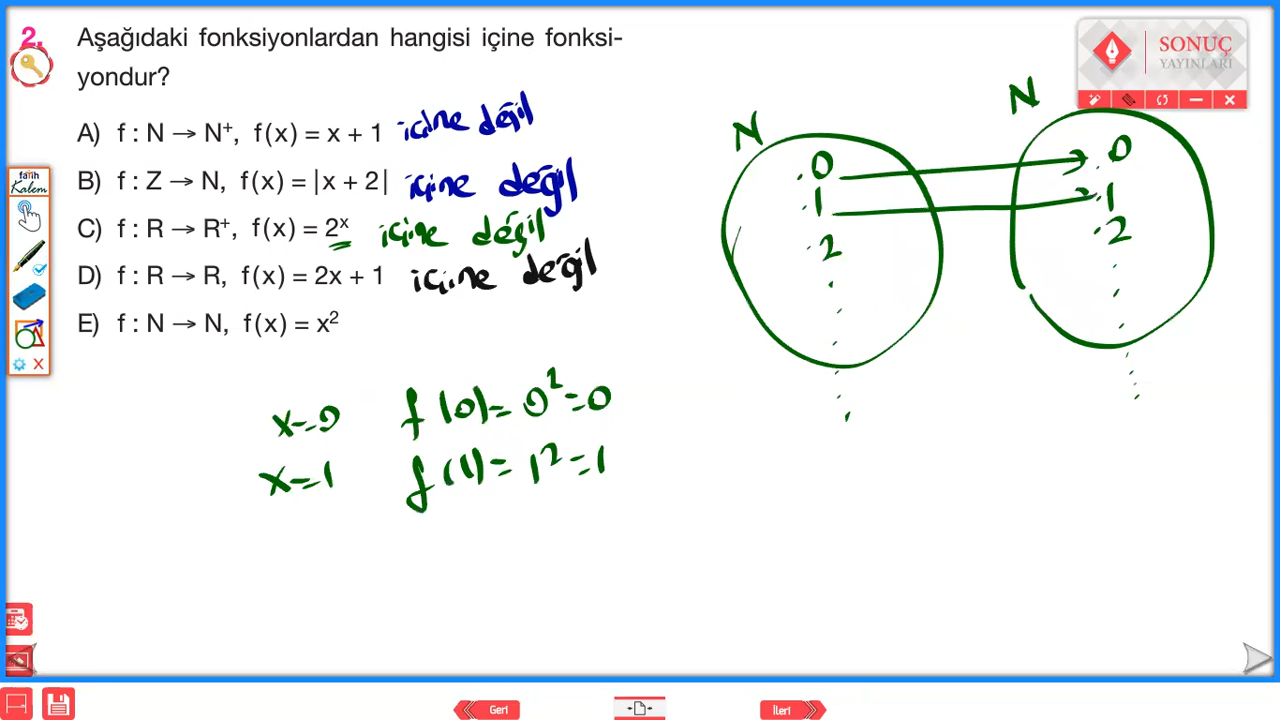 2. Aşağıdaki fonksiyonlardan hangisi içine fonksi-
yondur?
A) f : N → N⁺, f(x) = x + 1 içine değil
B) f : Z → N, f(x) = |x + 2| içine değil
C) f : R → R⁺, f(x) = 2ˣ içine değil
D) f : R → R, f(x) = 2x + 1 içine değil
E) f : N → N, f(x) = x²
x=0 f(0)=0²=0
x=1 f(1)=1²=1
N N
.0 .0
.1 .1
.2 .2
SONUÇ
YAYINLARI
fatih
Kalem
Geri
İleri